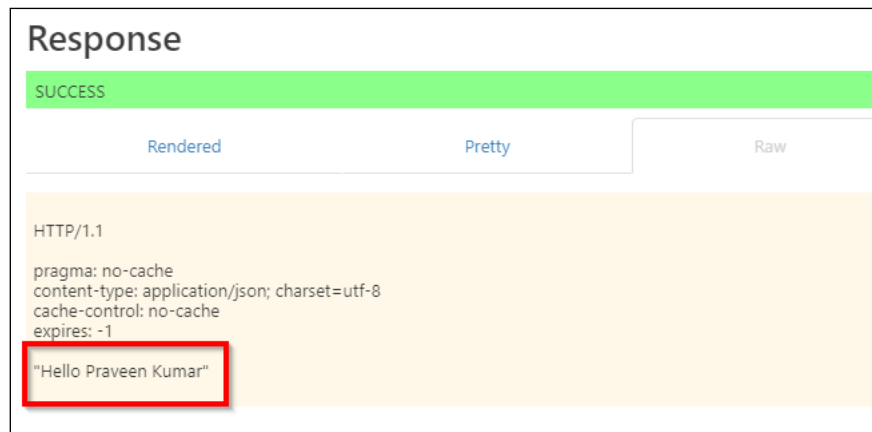 Response
SUCCESS
Rendered Pretty Raw
HTTP/1.1
pragma: no-cache
content-type: application/json; charset=utf-8
cache-control: no-cache
expires: -1
"Hello Praveen Kumar"